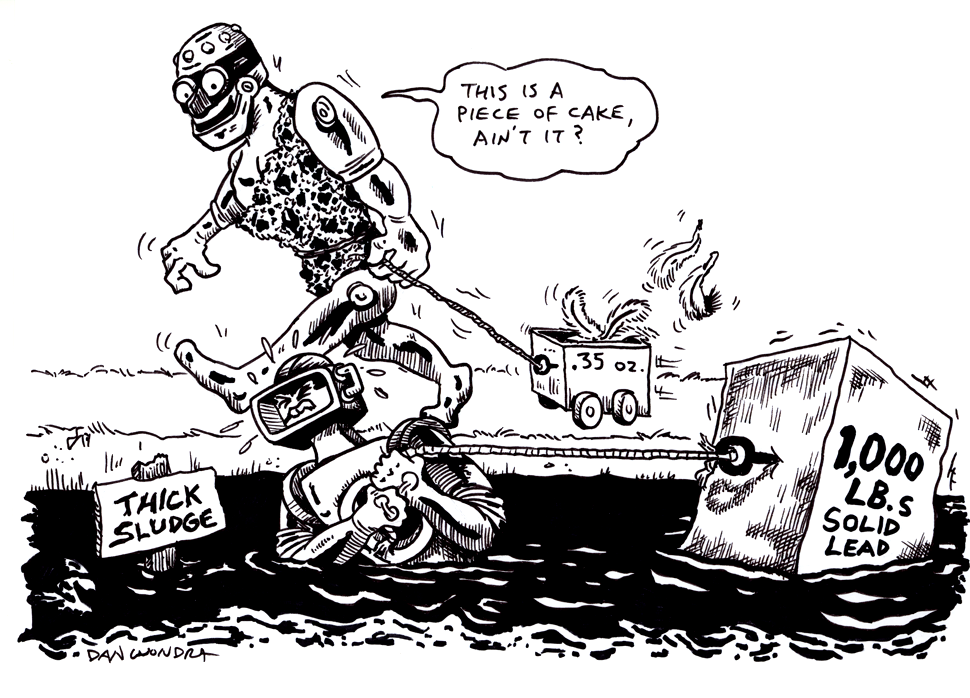 THIS IS A
PIECE OF CAKE,
AIN'T IT?
.35 OZ.
1,000
LB.S
SOLID
LEAD
THICK
SLUDGE
DAN WONDRA